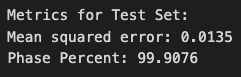 Metrics for Test Set:
Mean squared error: 0.0135
Phase Percent: 99.9076